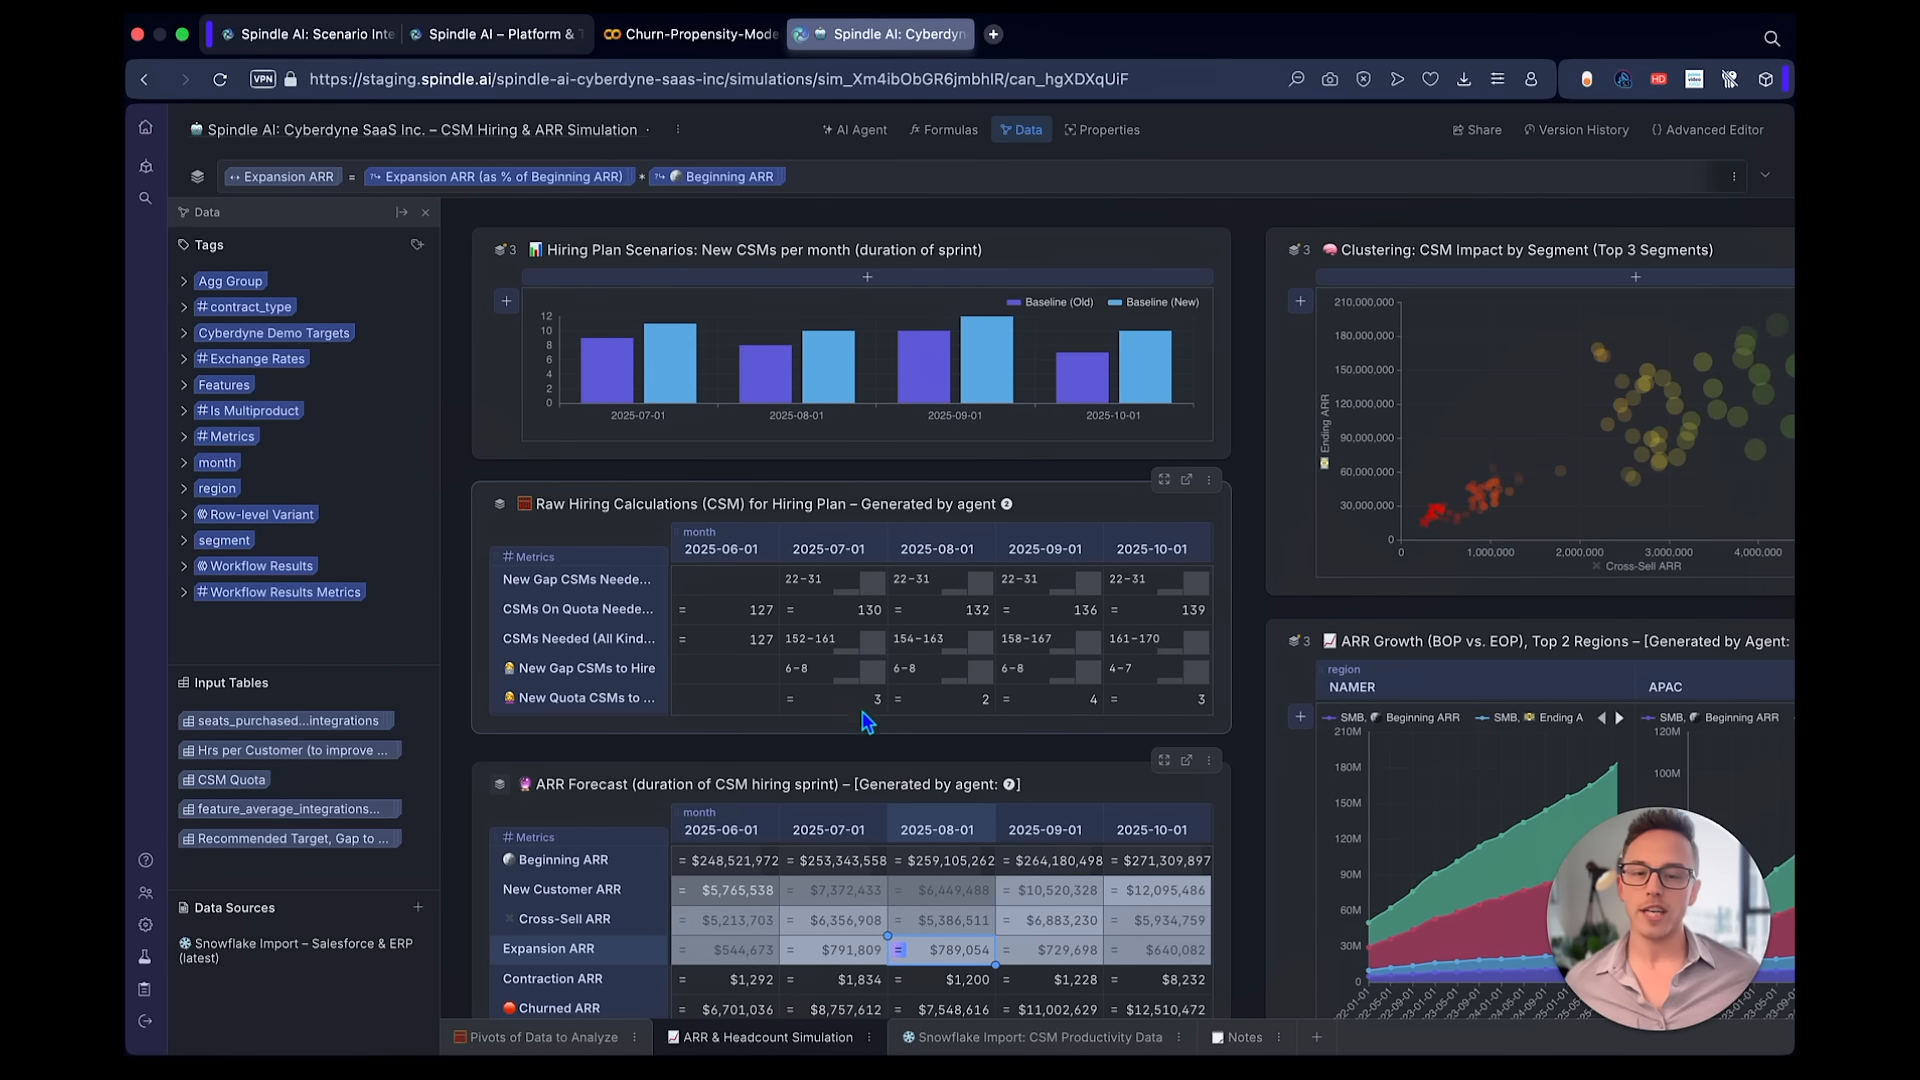 Spindle AI: Scenario Inte
Spindle AI – Platform &
Churn-Propensity-Mode
Spindle AI: Cyberdyn
VPN
https://staging.spindle.ai/spindle-ai-cyberdyne-saas-inc/simulations/sim_Xm4ibObGR6jmbhIR/can_hgXDXqUiF
HD
Spindle AI: Cyberdyne SaaS Inc. – CSM Hiring & ARR Simulation
AI Agent
Formulas
Data
Properties
Share
Version History
Advanced Editor
Expansion ARR = Expansion ARR (as % of Beginning ARR) * Beginning ARR
Data
Tags
Agg Group
# contract_type
Cyberdyne Demo Targets
# Exchange Rates
Features
# Is Multiproduct
# Metrics
month
region
Row-level Variant
segment
Workflow Results
# Workflow Results Metrics
Input Tables
seats_purchased...integrations
Hrs per Customer (to improve ...
CSM Quota
feature_average_integrations...
Recommended Target, Gap to ...
Data Sources
Snowflake Import – Salesforce & ERP (latest)
3 Hiring Plan Scenarios: New CSMs per month (duration of sprint)
Baseline (Old) Baseline (New)
12
10
8
6
4
2
0
2025-07-01 2025-08-01 2025-09-01 2025-10-01
Raw Hiring Calculations (CSM) for Hiring Plan – Generated by agent 2
month
# Metrics 2025-06-01 2025-07-01 2025-08-01 2025-09-01 2025-10-01
New Gap CSMs Neede... 22–31 22–31 22–31 22–31
CSMs On Quota Neede... = 127 = 130 = 132 = 136 = 139
CSMs Needed (All Kind... = 127 152–161 154–163 158–167 161–170
New Gap CSMs to Hire 6–8 6–8 6–8 4–7
New Quota CSMs to ... = 3 = 2 = 4 = 3
ARR Forecast (duration of CSM hiring sprint) – [Generated by agent: 7]
month
# Metrics 2025-06-01 2025-07-01 2025-08-01 2025-09-01 2025-10-01
Beginning ARR = $248,521,972 = $253,343,558 = $259,105,262 = $264,180,498 = $271,309,897
New Customer ARR = $5,765,538 = $7,372,433 = $6,449,488 = $10,520,328 = $12,095,486
Cross-Sell ARR = $5,213,703 = $6,356,908 = $5,386,511 = $6,883,230 = $5,934,759
Expansion ARR = $544,673 = $791,809 = $789,054 = $729,698 = $640,082
Contraction ARR = $1,292 = $1,834 = $1,200 = $1,228 = $8,232
Churned ARR = $6,701,036 = $8,757,612 = $7,548,616 = $11,002,629 = $12,510,472
3 Clustering: CSM Impact by Segment (Top 3 Segments)
210,000,000
180,000,000
150,000,000
120,000,000
90,000,000
60,000,000
30,000,000
0
Ending ARR
0 1,000,000 2,000,000 3,000,000 4,000,000
Cross-Sell ARR
3 ARR Growth (BOP vs. EOP), Top 2 Regions – [Generated by Agent:
region
NAMER APAC
SMB, Beginning ARR SMB, Ending A SMB, Beginning ARR
210M
180M
150M
120M
90M
60M
30M
0
120M
100M
Pivots of Data to Analyze
ARR & Headcount Simulation
Snowflake Import: CSM Productivity Data
Notes